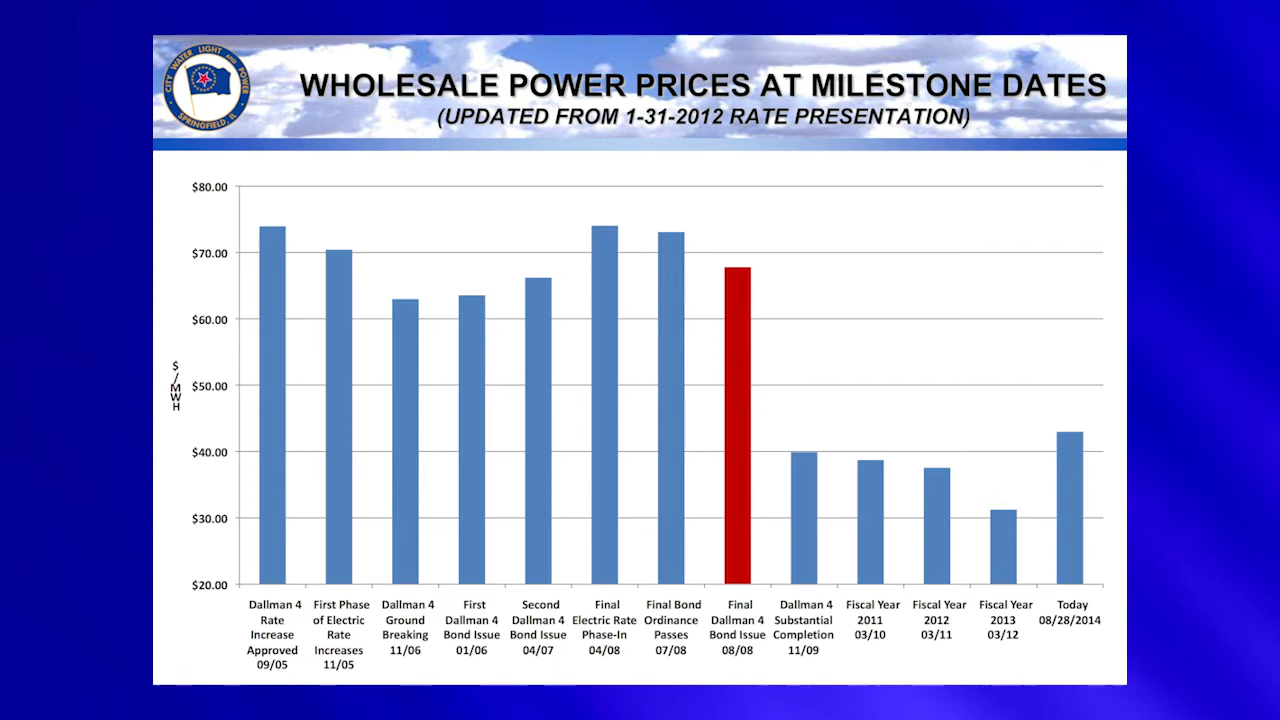 CITY WATER LIGHT AND POWER
SPRINGFIELD, IL
WHOLESALE POWER PRICES AT MILESTONE DATES
(UPDATED FROM 1-31-2012 RATE PRESENTATION)
$80.00
$70.00
$60.00
$50.00
$40.00
$30.00
$20.00
$/MWH
Dallman 4
Rate
Increase
Approved
09/05
First Phase
of Electric
Rate
Increases
11/05
Dallman 4
Ground
Breaking
11/06
First
Dallman 4
Bond Issue
01/06
Second
Dallman 4
Bond Issue
04/07
Final
Electric Rate
Phase-In
04/08
Final Bond
Ordinance
Passes
07/08
Final
Dallman 4
Bond Issue
08/08
Dallman 4
Substantial
Completion
11/09
Fiscal Year
2011
03/10
Fiscal Year
2012
03/11
Fiscal Year
2013
03/12
Today
08/28/2014